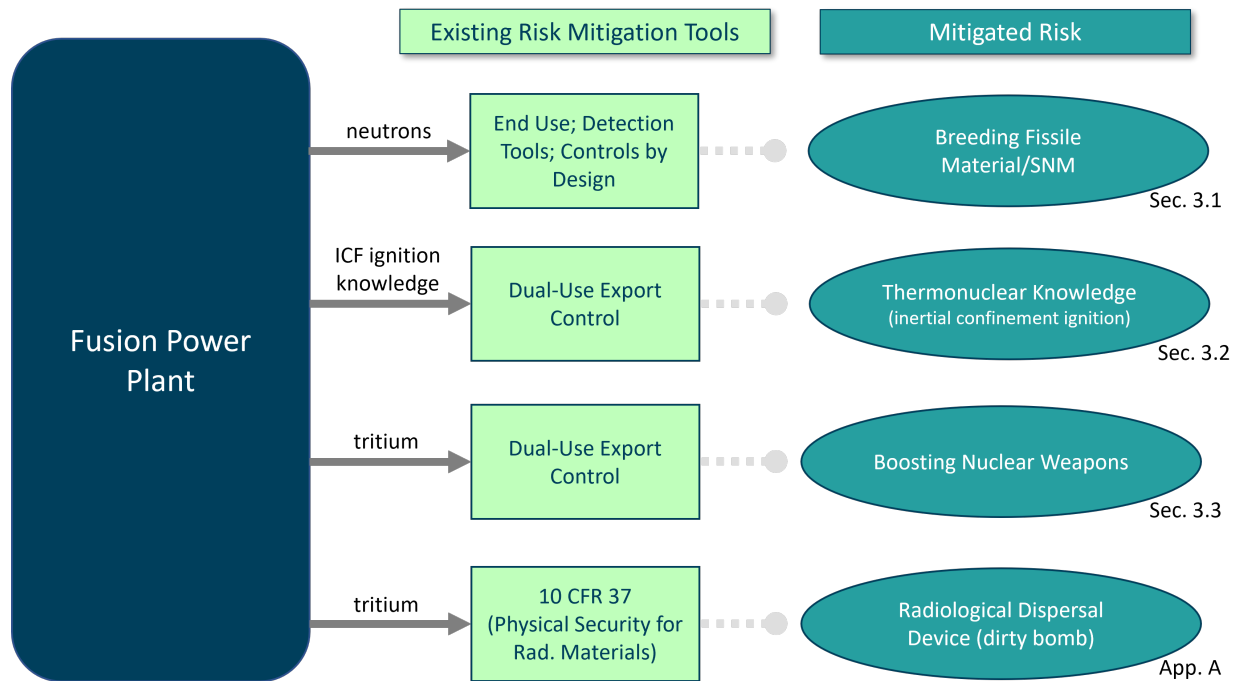 Existing Risk Mitigation Tools
Mitigated Risk
Fusion Power
Plant
neutrons
End Use; Detection
Tools; Controls by
Design
Breeding Fissile
Material/SNM
Sec. 3.1
ICF ignition
knowledge
Dual-Use Export
Control
Thermonuclear Knowledge
(inertial confinement ignition)
Sec. 3.2
tritium
Dual-Use Export
Control
Boosting Nuclear Weapons
Sec. 3.3
tritium
10 CFR 37
(Physical Security for
Rad. Materials)
Radiological Dispersal
Device (dirty bomb)
App. A